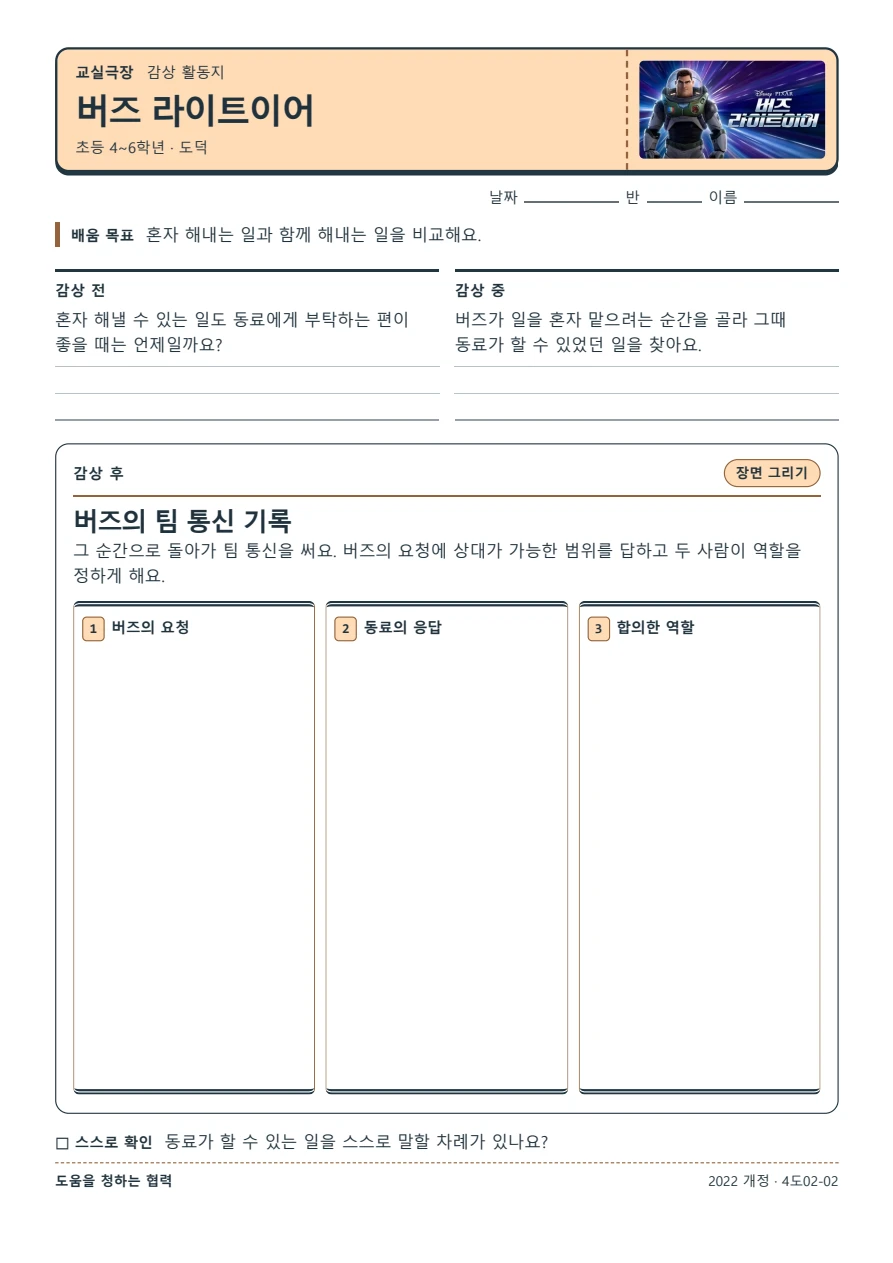 교실극장 감상 활동지
버즈 라이트이어
초등 4~6학년 · 도덕
Disney PIXAR
버즈
라이트이어
날짜 반 이름
배움 목표 혼자 해내는 일과 함께 해내는 일을 비교해요.
감상 전
혼자 해낼 수 있는 일도 동료에게 부탁하는 편이
좋을 때는 언제일까요?
감상 중
버즈가 일을 혼자 맡으려는 순간을 골라 그때
동료가 할 수 있었던 일을 찾아요.
감상 후
장면 그리기
버즈의 팀 통신 기록
그 순간으로 돌아가 팀 통신을 써요. 버즈의 요청에 상대가 가능한 범위를 답하고 두 사람이 역할을
정하게 해요.
1 버즈의 요청
2 동료의 응답
3 합의한 역할
□ 스스로 확인 동료가 할 수 있는 일을 스스로 말할 차례가 있나요?
도움을 청하는 협력
2022 개정 · 4도02-02